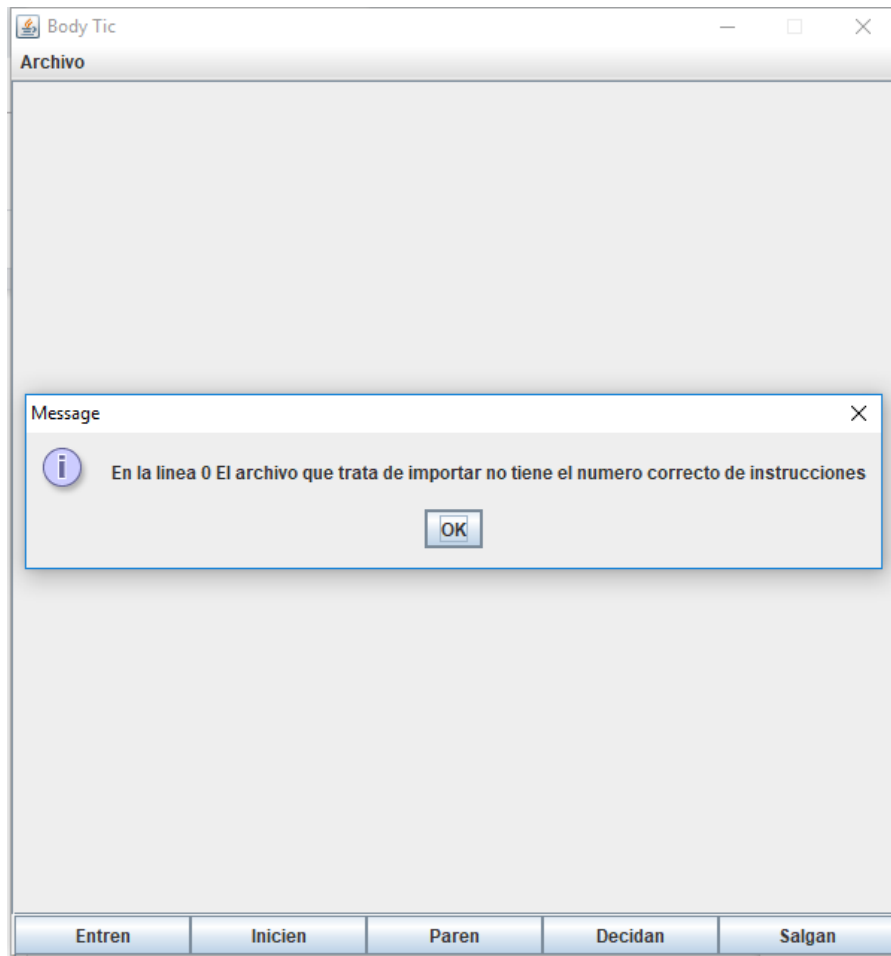 Body Tic
Archivo
Message
En la linea 0 El archivo que trata de importar no tiene el numero correcto de instrucciones
OK
Entren Inicien Paren Decidan Salgan